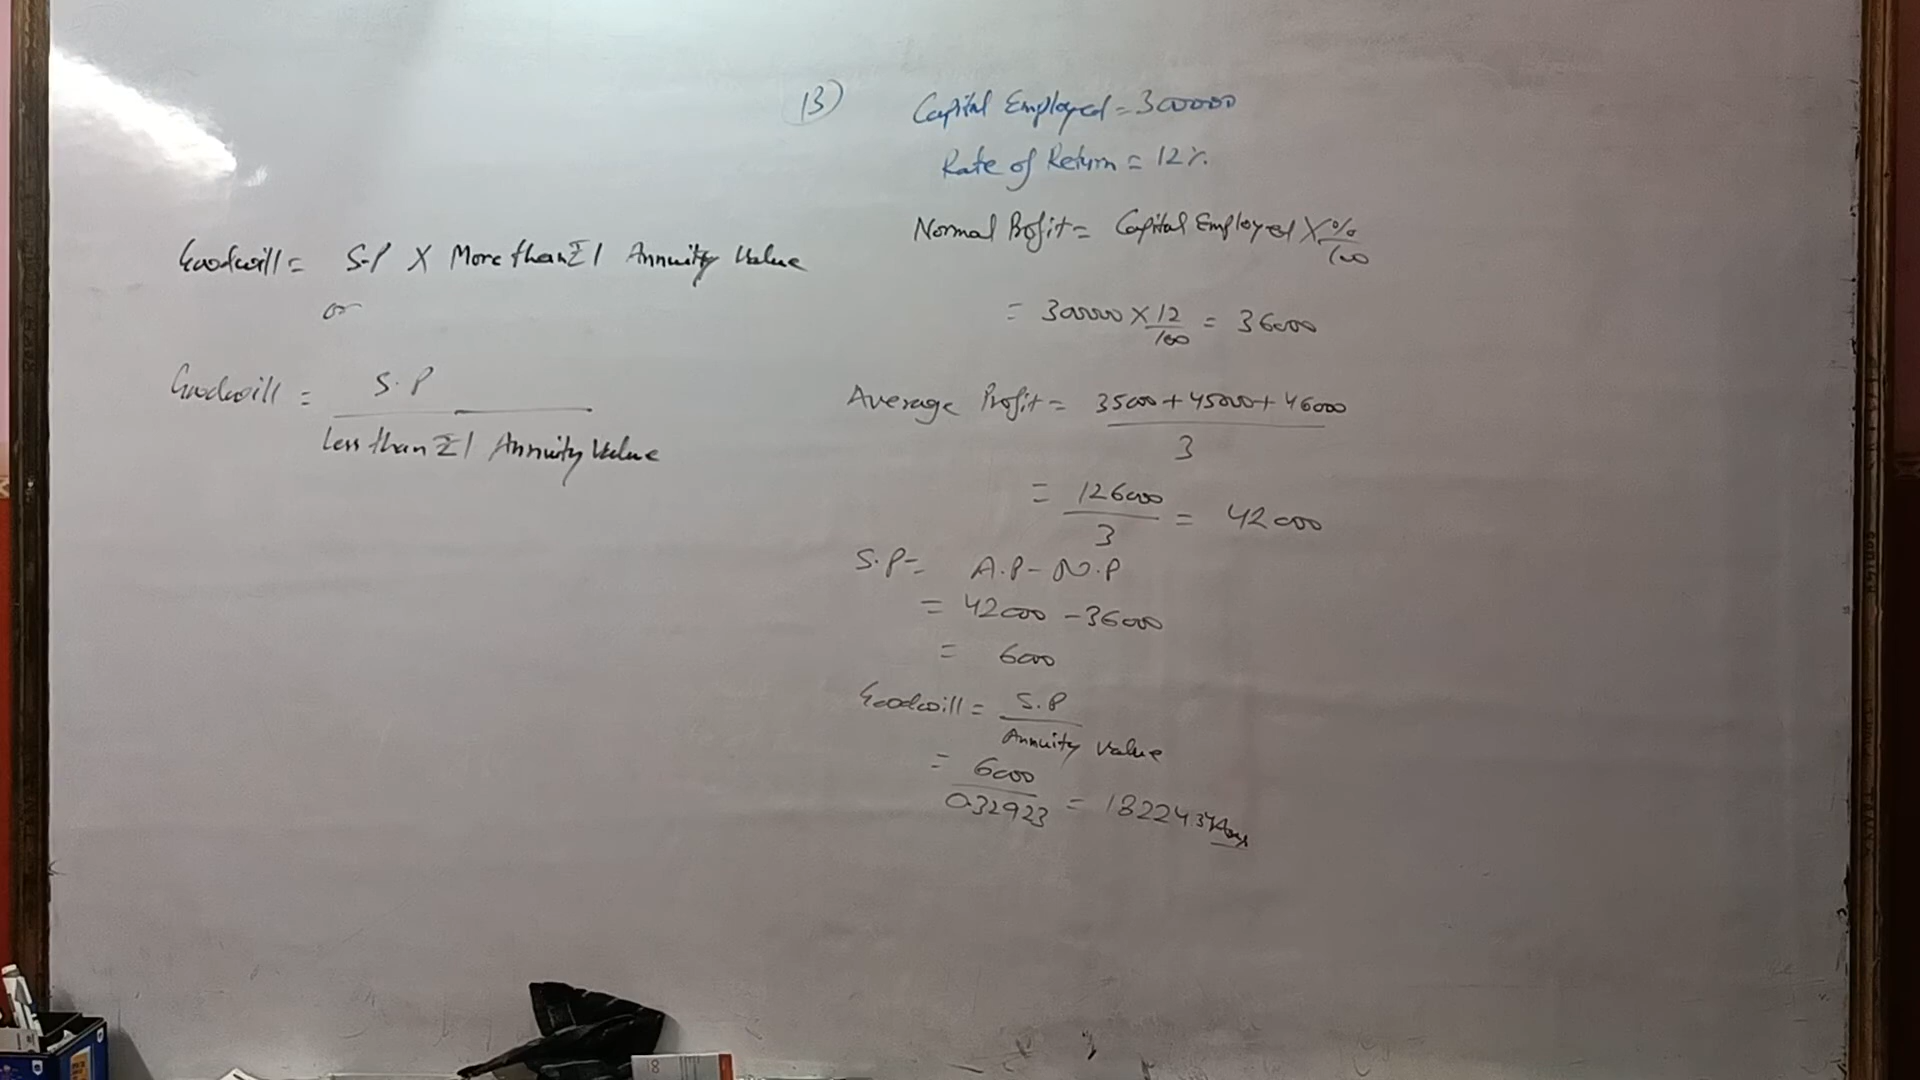 Goodwill = S.P X More than ₹1 Annuity Value
or
Goodwill = S.P
Less than ₹1 Annuity Value
13)
Capital Employed = 300000
Rate of Return = 12%
Normal Profit = Capital Employed X %
100
= 300000 X 12 = 36000
100
Average Profit = 35000 + 45000 + 46000
3
= 126000 = 42000
3
S.P = A.P - N.P
= 42000 - 36000
= 6000
Goodwill = S.P
Annuity Value
= 6000
0.32923 = 18224.34
8